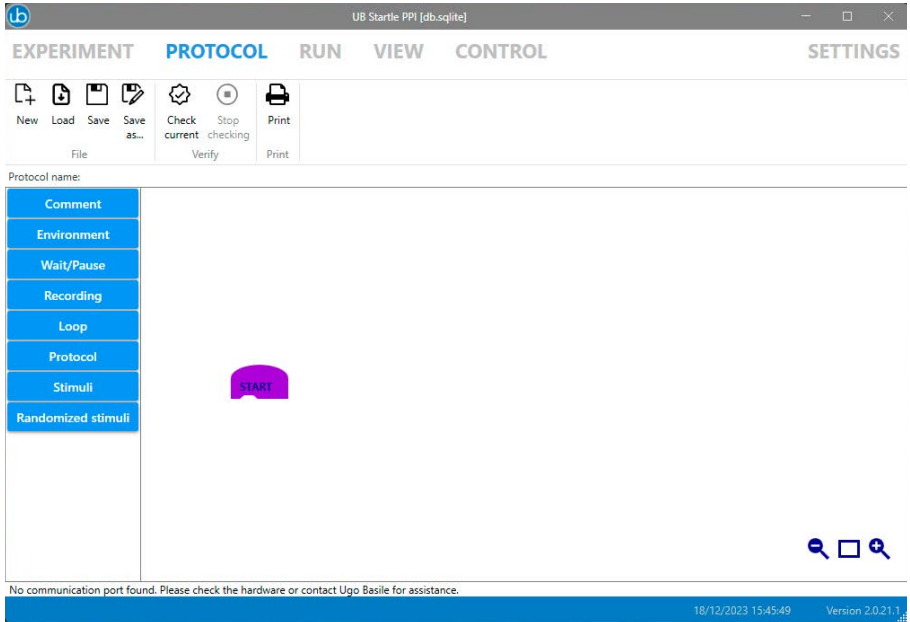 ub
UB Startle PPI [db.sqlite]
EXPERIMENT PROTOCOL RUN VIEW CONTROL SETTINGS
New Load Save Save as... Check current Stop checking Print
File Verify Print
Protocol name:
Comment
Environment
Wait/Pause
Recording
Loop
Protocol
START
Stimuli
Randomized stimuli
No communication port found. Please check the hardware or contact Ugo Basile for assistance.
18/12/2023 15:45:49 Version 2.0.21.1